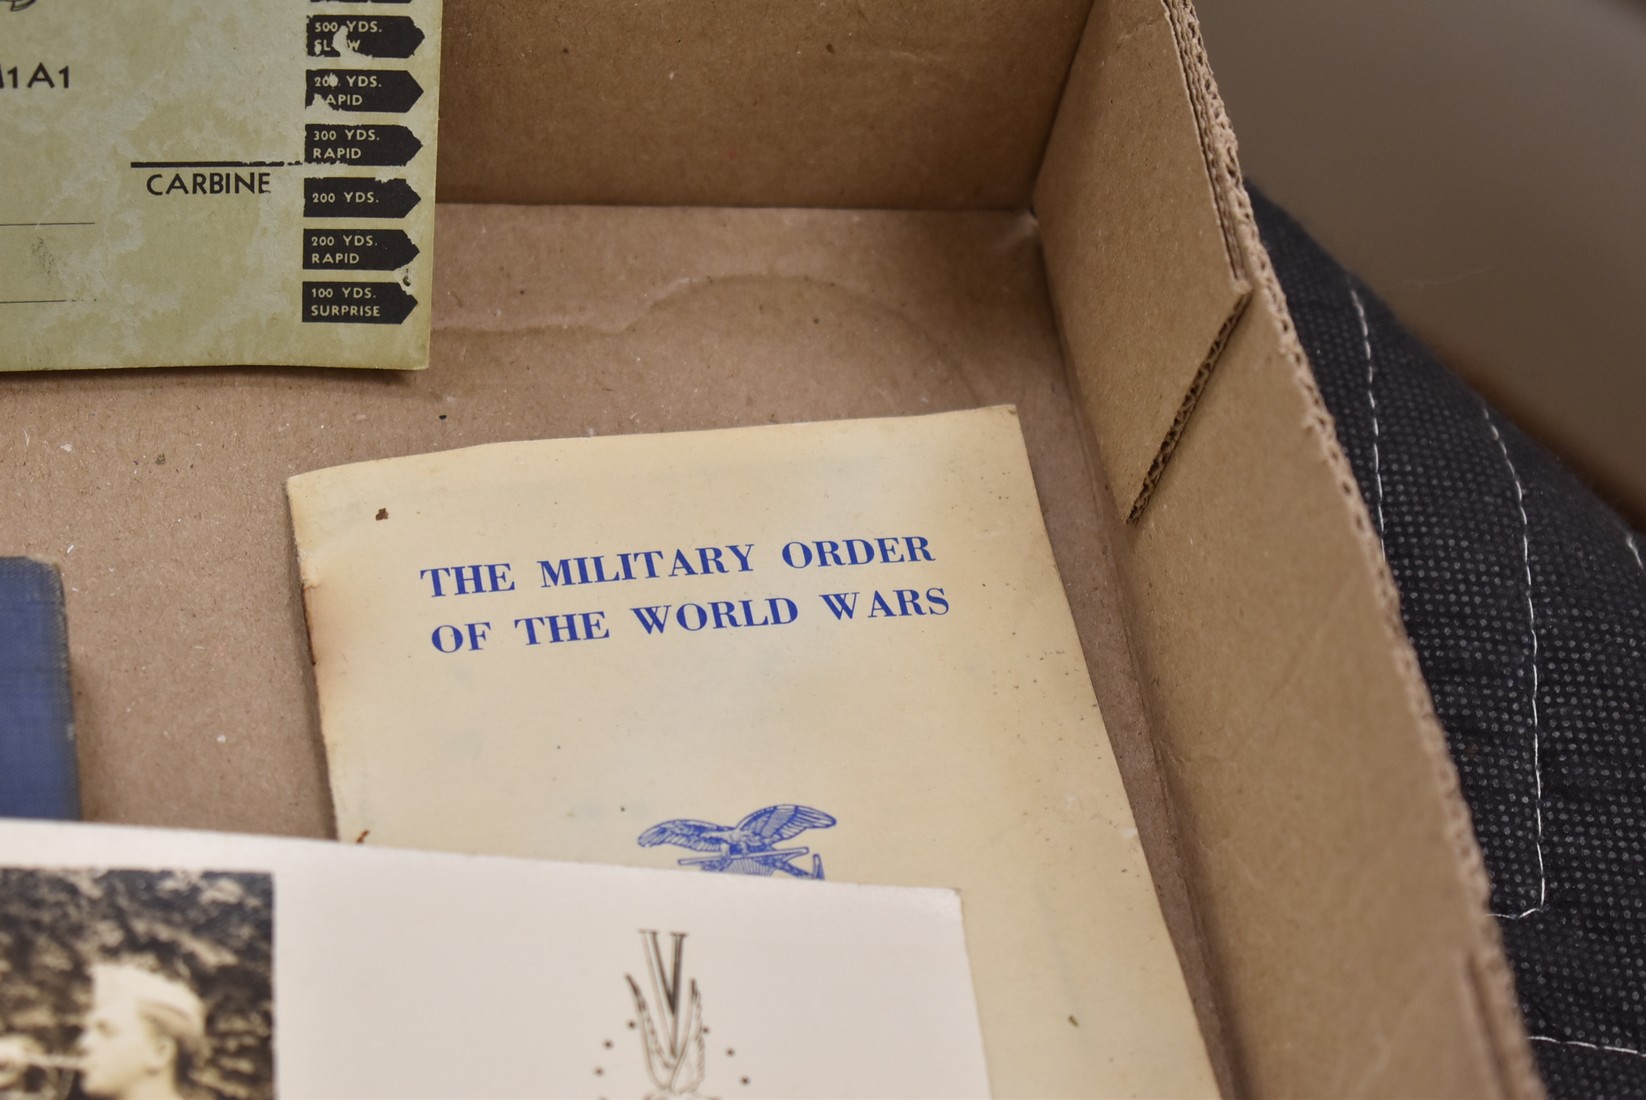 500 YDS.
SLOW
M1A1
200 YDS.
RAPID
300 YDS.
RAPID
CARBINE
200 YDS.
200 YDS.
RAPID
100 YDS.
SURPRISE
THE MILITARY ORDER
OF THE WORLD WARS
V